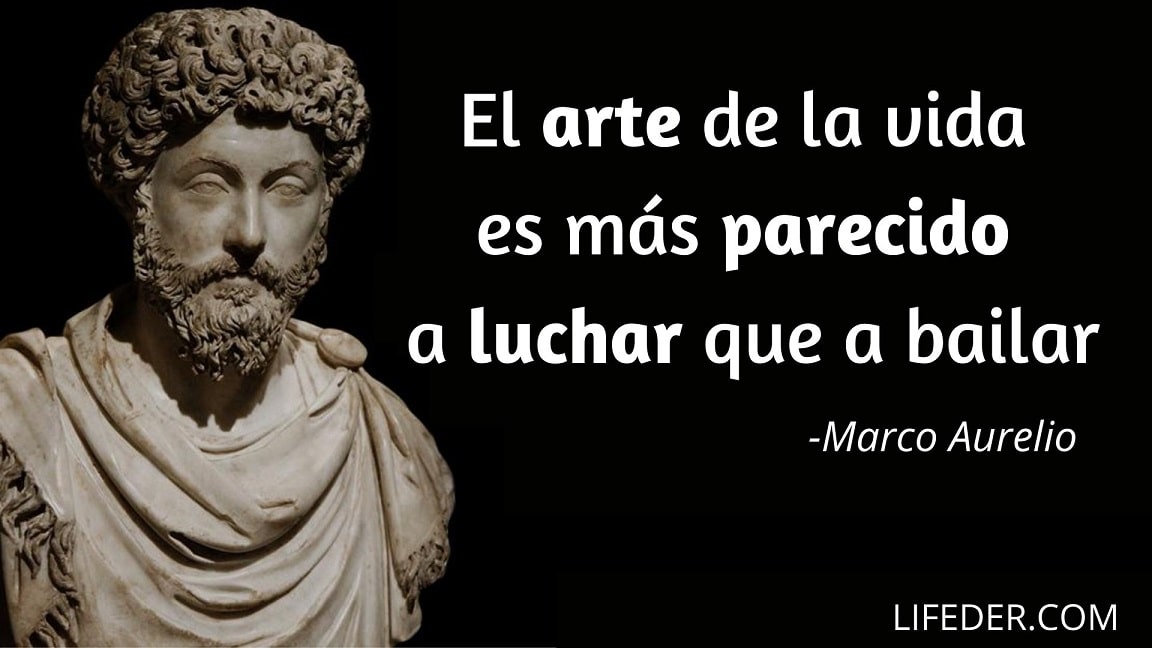 El arte de la vida
es más parecido
a luchar que a bailar
-Marco Aurelio
LIFEDER.COM